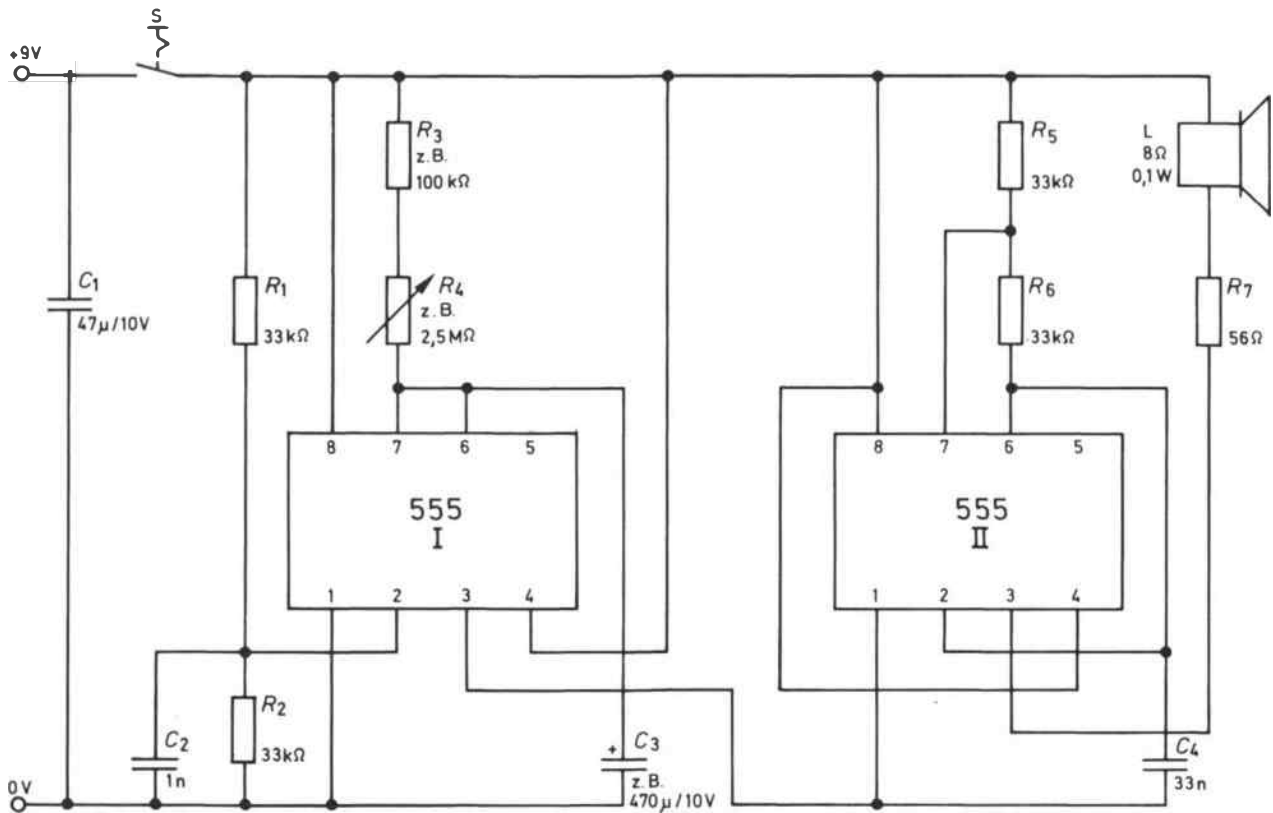 S
+9V
R3
z.B.
100kΩ
R5
33kΩ
L
8Ω
0,1W
C1
47µ/10V
R1
33kΩ
R4
z.B.
2,5MΩ
R6
33kΩ
R7
56Ω
8 7 6 5
555
I
1 2 3 4
8 7 6 5
555
II
1 2 3 4
R2
33kΩ
C2
1n
+ C3
z.B.
470µ/10V
C4
33n
0V